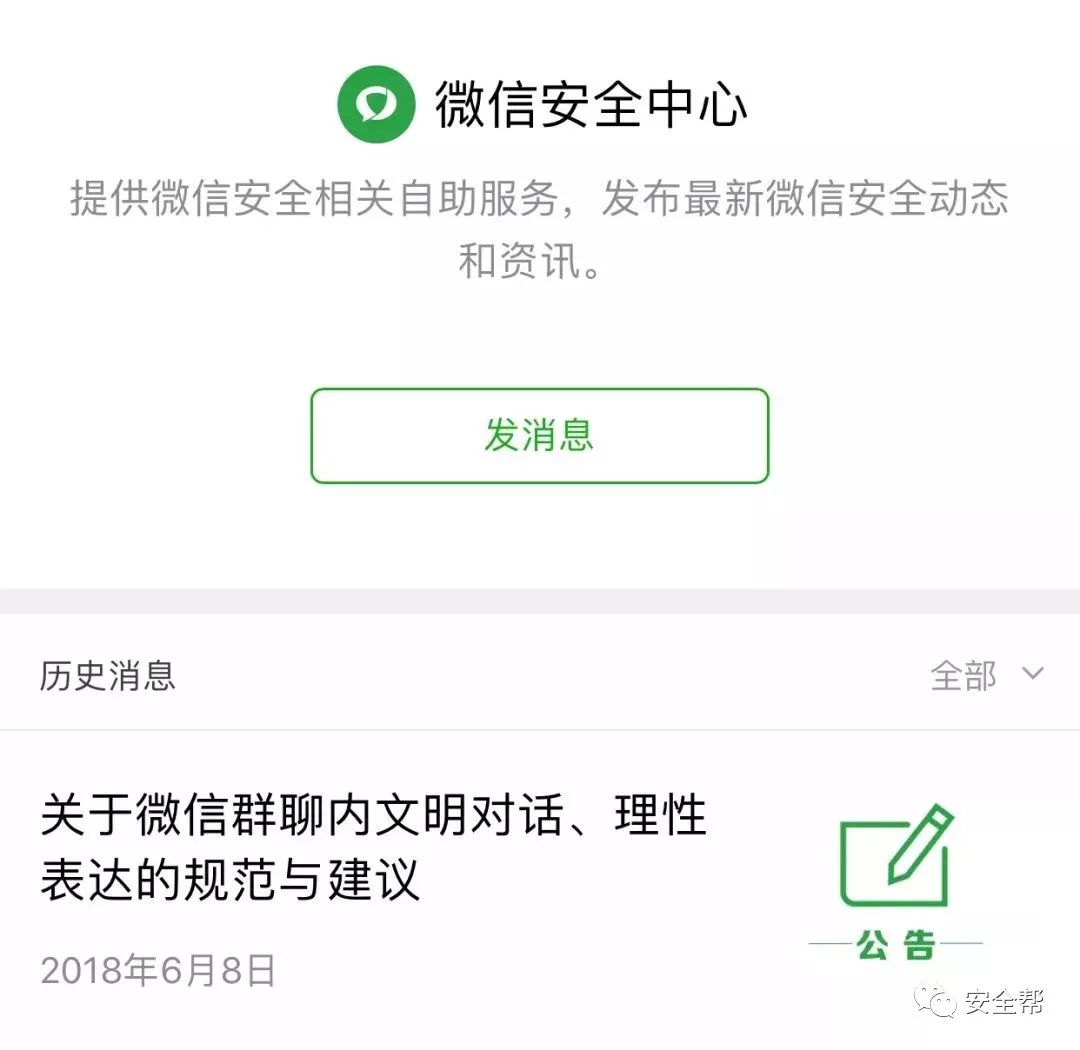 微信安全中心
提供微信安全相关自助服务，发布最新微信安全动态
和资讯。
发消息
历史消息
全部
关于微信群聊内文明对话、理性
表达的规范与建议
公告
2018年6月8日
安全帮